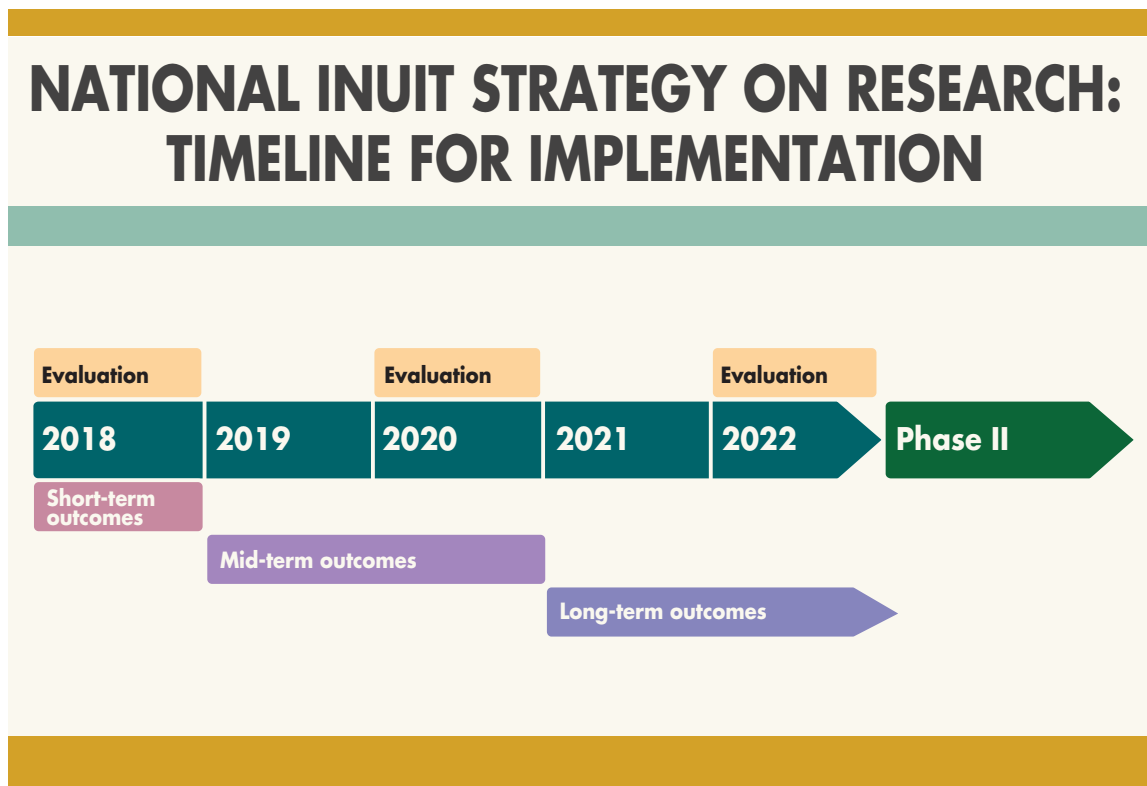 NATIONAL INUIT STRATEGY ON RESEARCH:
TIMELINE FOR IMPLEMENTATION
Evaluation
Evaluation
Evaluation
2018
2019
2020
2021
2022
Phase II
Short-term
outcomes
Mid-term outcomes
Long-term outcomes